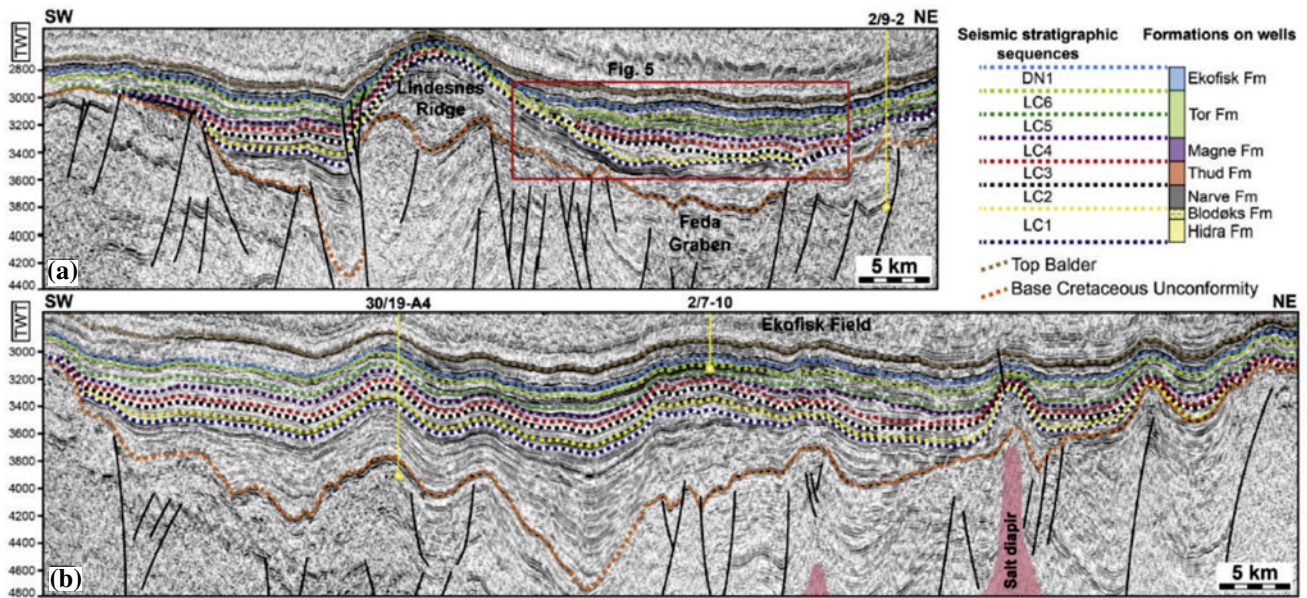 SW
2/9-2 NE
TWT
2800
3000
3200
3400
3600
3800
4000
4200
4400
Fig. 5
Lindesnes
Ridge
Feda
Graben
(a)
5 km
Seismic stratigraphic
sequences
Formations on wells
DN1
LC6
LC5
LC4
LC3
LC2
LC1
Ekofisk Fm
Tor Fm
Magne Fm
Thud Fm
Narve Fm
Blodøks Fm
Hidra Fm
Top Balder
Base Cretaceous Unconformity
SW
30/19-A4
2/7-10
NE
TWT
Ekofisk Field
3000
3200
3400
3600
3800
4000
4200
4400
4600
4800
Salt diapir
(b)
5 km